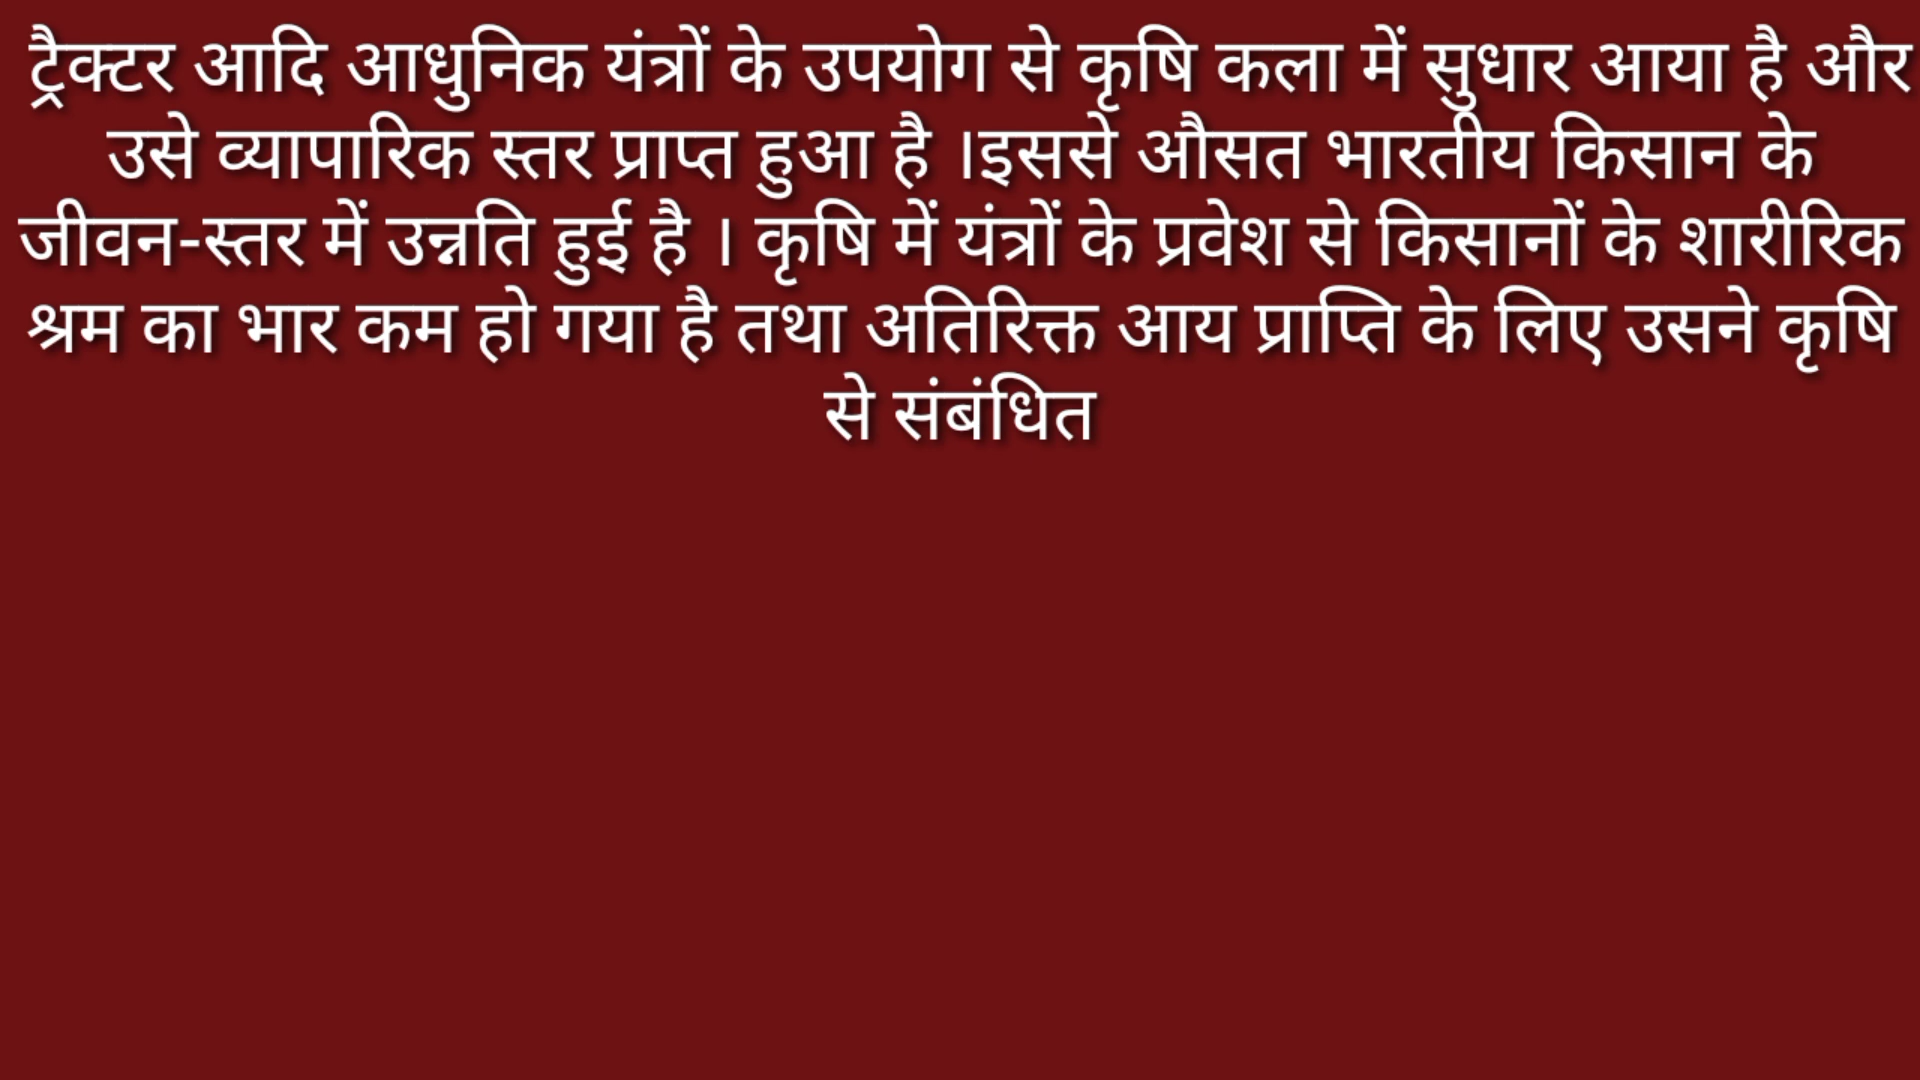 ट्रैक्टर आदि आधुनिक यंत्रों के उपयोग से कृषि कला में सुधार आया है और
उसे व्यापारिक स्तर प्राप्त हुआ है ।इससे औसत भारतीय किसान के
जीवन-स्तर में उन्नति हुई है । कृषि में यंत्रों के प्रवेश से किसानों के शारीरिक
श्रम का भार कम हो गया है तथा अतिरिक्त आय प्राप्ति के लिए उसने कृषि
से संबंधित